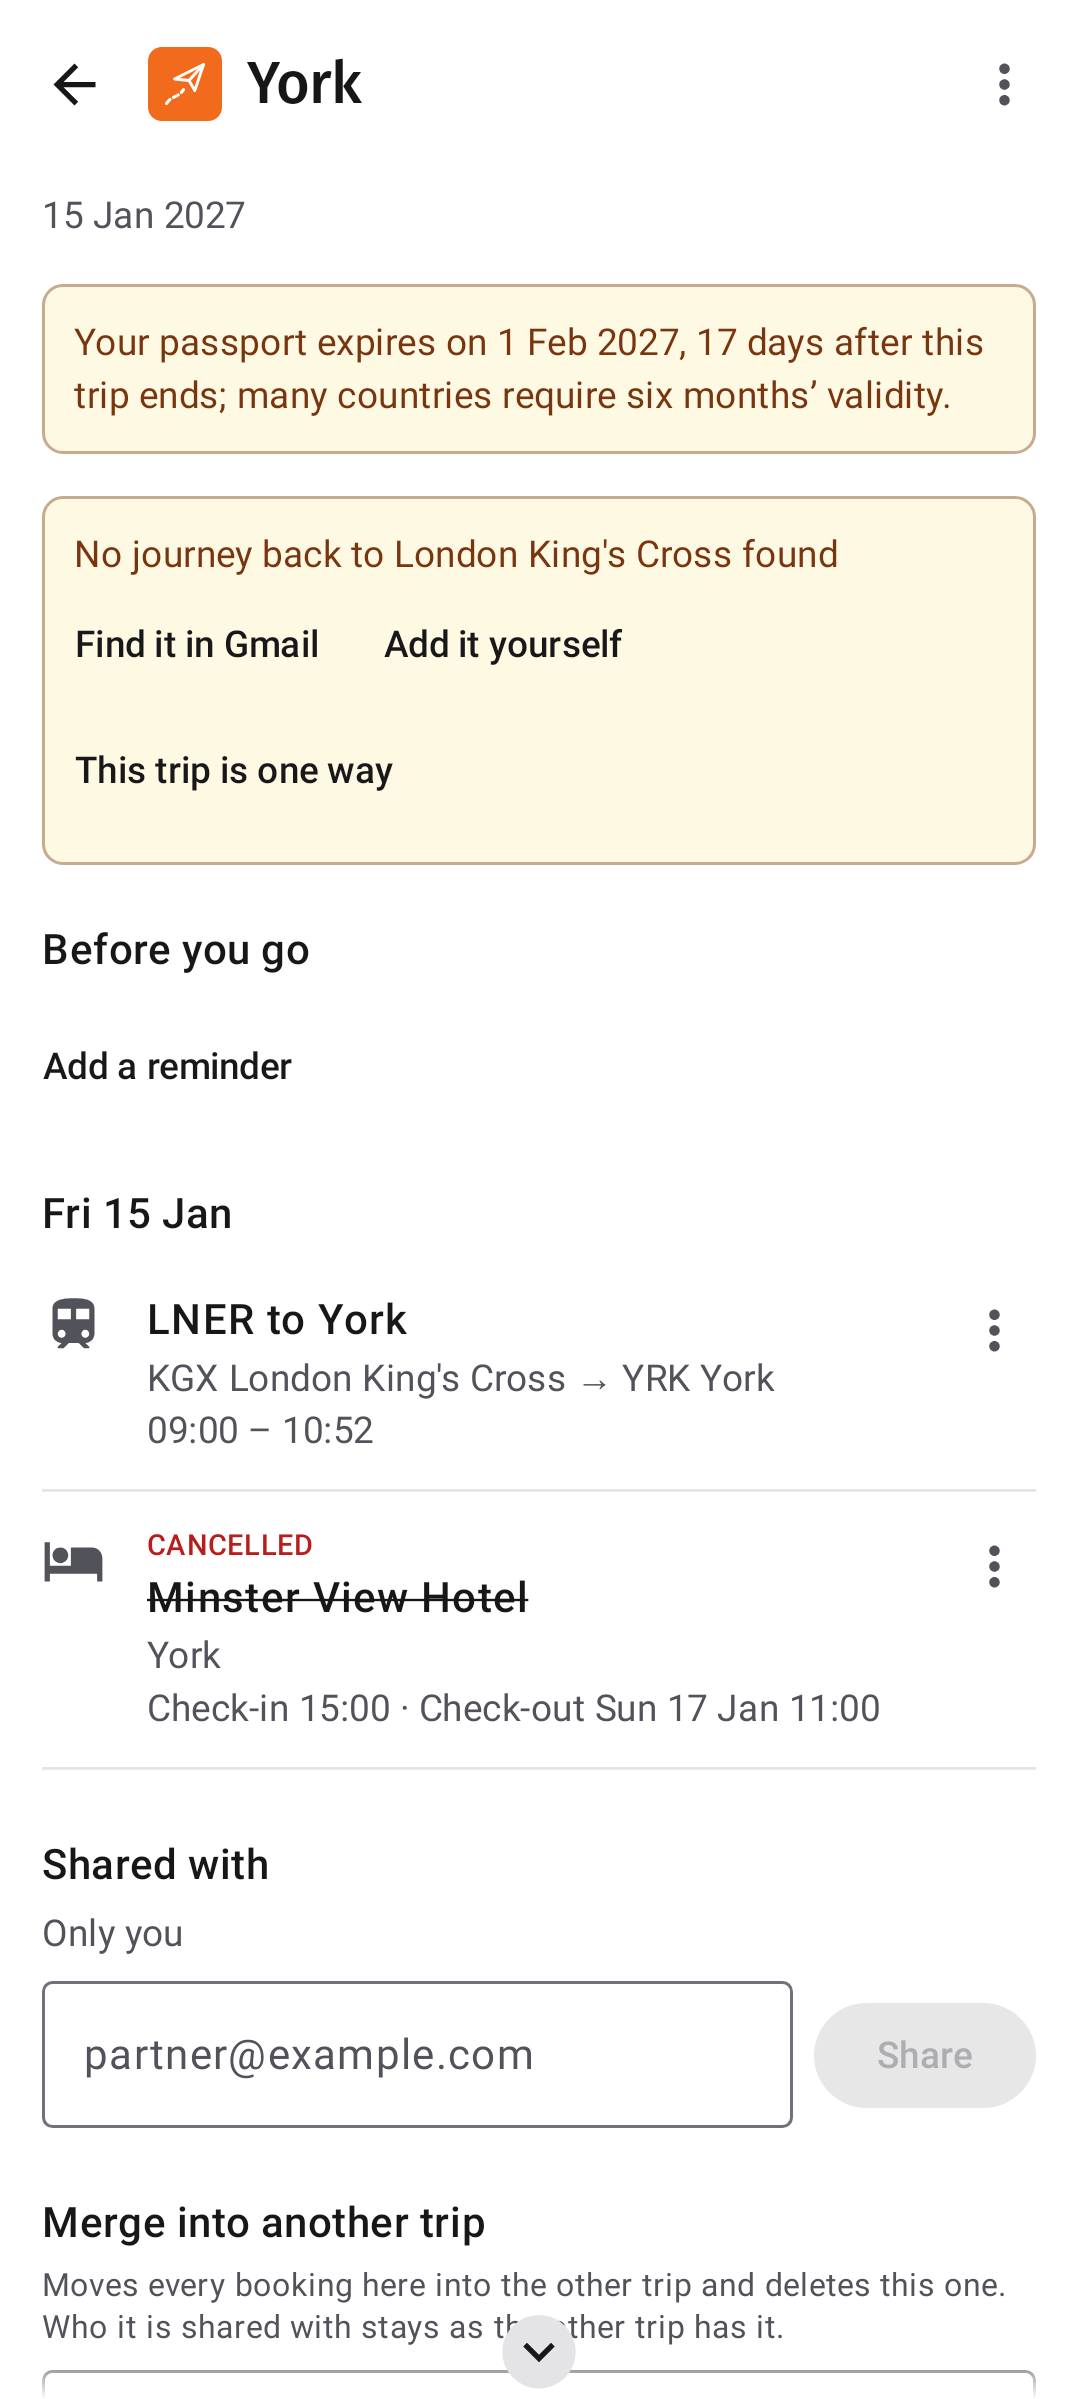 York
15 Jan 2027
Your passport expires on 1 Feb 2027, 17 days after this
trip ends; many countries require six months’ validity.
No journey back to London King's Cross found
Find it in Gmail
Add it yourself
This trip is one way
Before you go
Add a reminder
Fri 15 Jan
LNER to York
KGX London King's Cross → YRK York
09:00 – 10:52
CANCELLED
Minster View Hotel
York
Check-in 15:00 · Check-out Sun 17 Jan 11:00
Shared with
Only you
partner@example.com
Share
Merge into another trip
Moves every booking here into the other trip and deletes this one.
Who it is shared with stays as other trip has it.